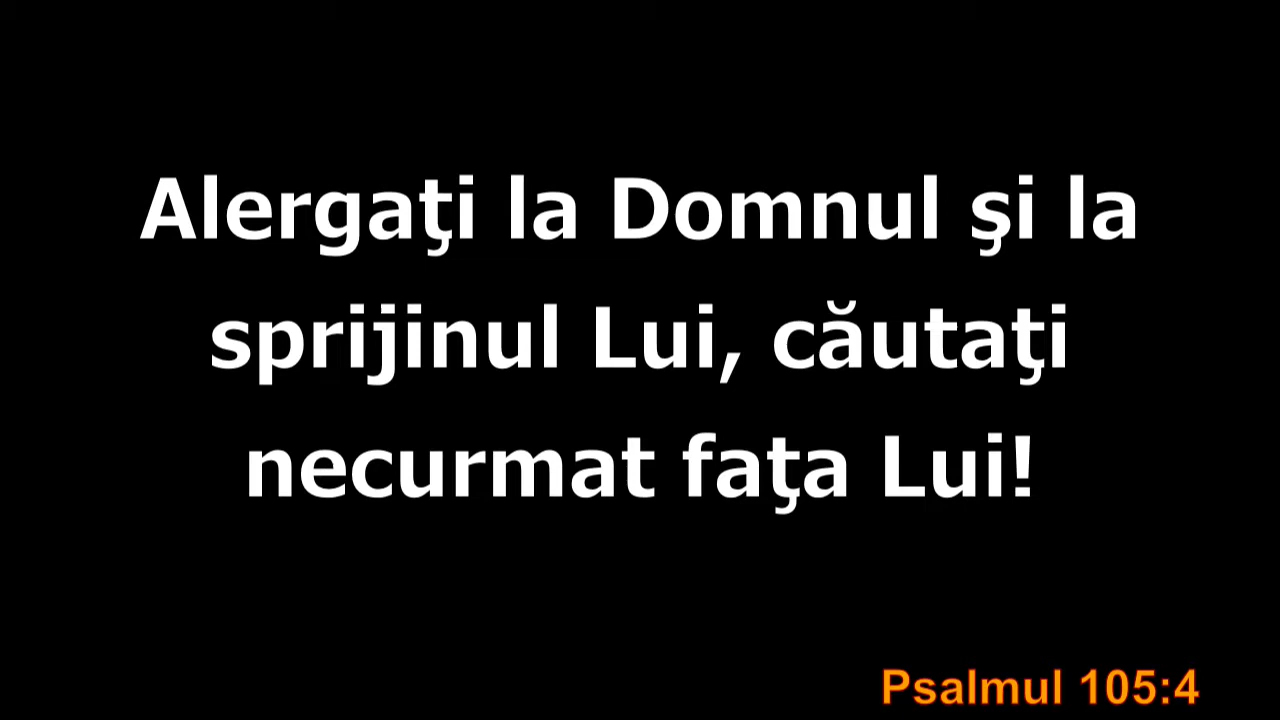 Alergaţi la Domnul şi la
sprijinul Lui, căutaţi
necurmat faţa Lui!
Psalmul 105:4